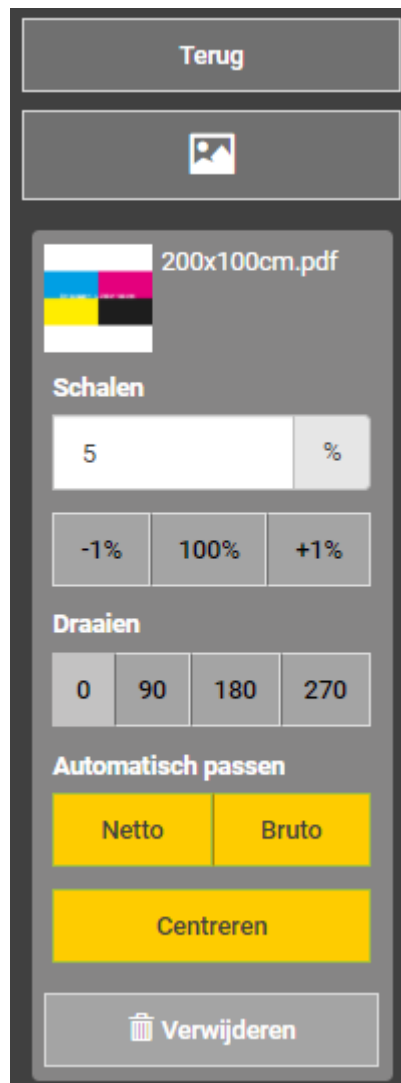 Terug
200x100cm.pdf
Schalen
5 %
-1% 100% +1%
Draaien
0 90 180 270
Automatisch passen
Netto Bruto
Centreren
Verwijderen